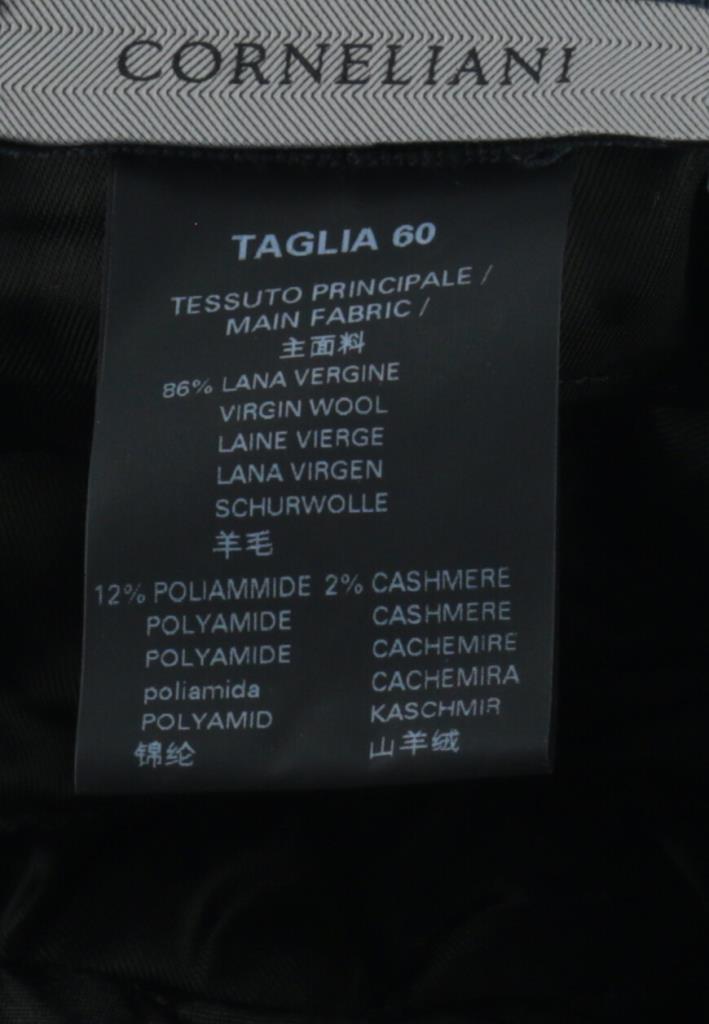 CORNELIANI
TAGLIA 60
TESSUTO PRINCIPALE /
MAIN FABRIC /
主面料
86% LANA VERGINE
VIRGIN WOOL
LAINE VIERGE
LANA VIRGEN
SCHURWOLLE
羊毛
12% POLIAMMIDE 2% CASHMERE
POLYAMIDE CASHMERE
POLYAMIDE CACHEMIRE
poliamida CACHEMIRA
POLYAMID KASCHMIR
锦纶 山羊绒